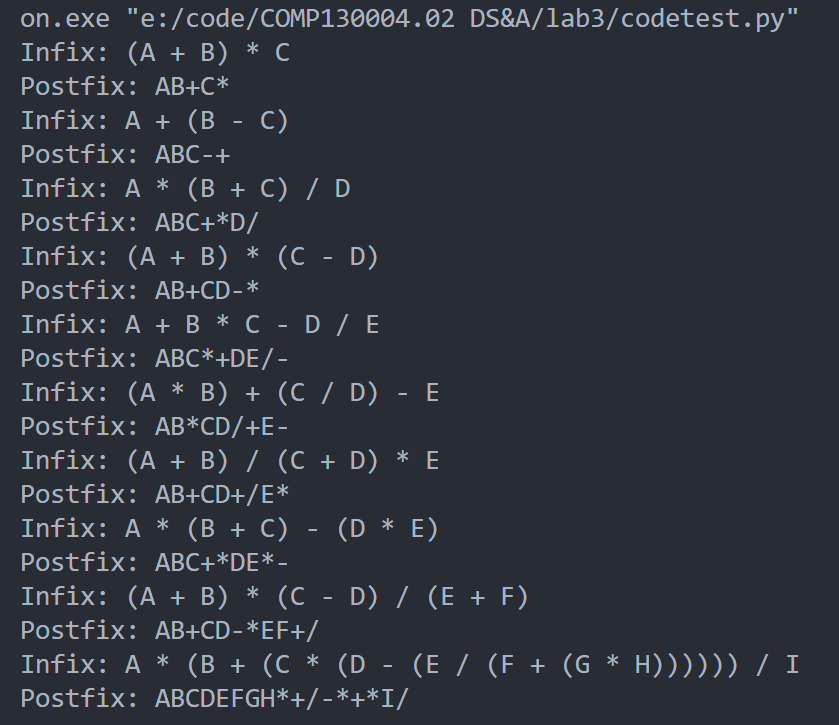 on.exe "e:/code/COMP130004.02 DS&A/lab3/codetest.py"
Infix: (A + B) * C
Postfix: AB+C*
Infix: A + (B - C)
Postfix: ABC-+
Infix: A * (B + C) / D
Postfix: ABC+*D/
Infix: (A + B) * (C - D)
Postfix: AB+CD-*
Infix: A + B * C - D / E
Postfix: ABC*+DE/-
Infix: (A * B) + (C / D) - E
Postfix: AB*CD/+E-
Infix: (A + B) / (C + D) * E
Postfix: AB+CD+/E*
Infix: A * (B + C) - (D * E)
Postfix: ABC+*DE*-
Infix: (A + B) * (C - D) / (E + F)
Postfix: AB+CD-*EF+/
Infix: A * (B + (C * (D - (E / (F + (G * H)))))) / I
Postfix: ABCDEFGH*+/-*+*I/